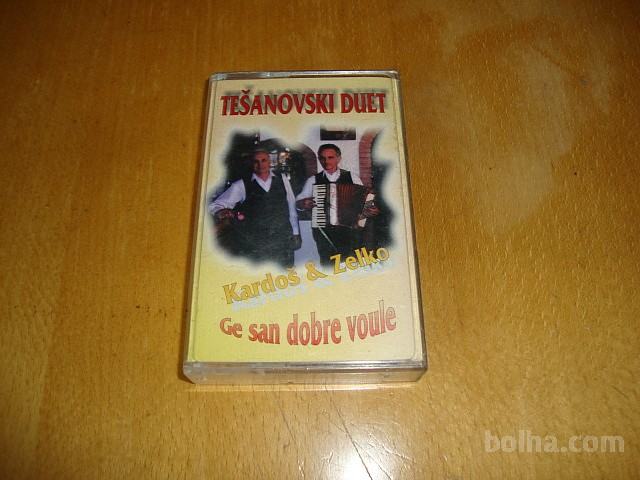 TEŠANOVSKI DUET
Kardoš & Zelko
Ge san dobre voule
bolha.com